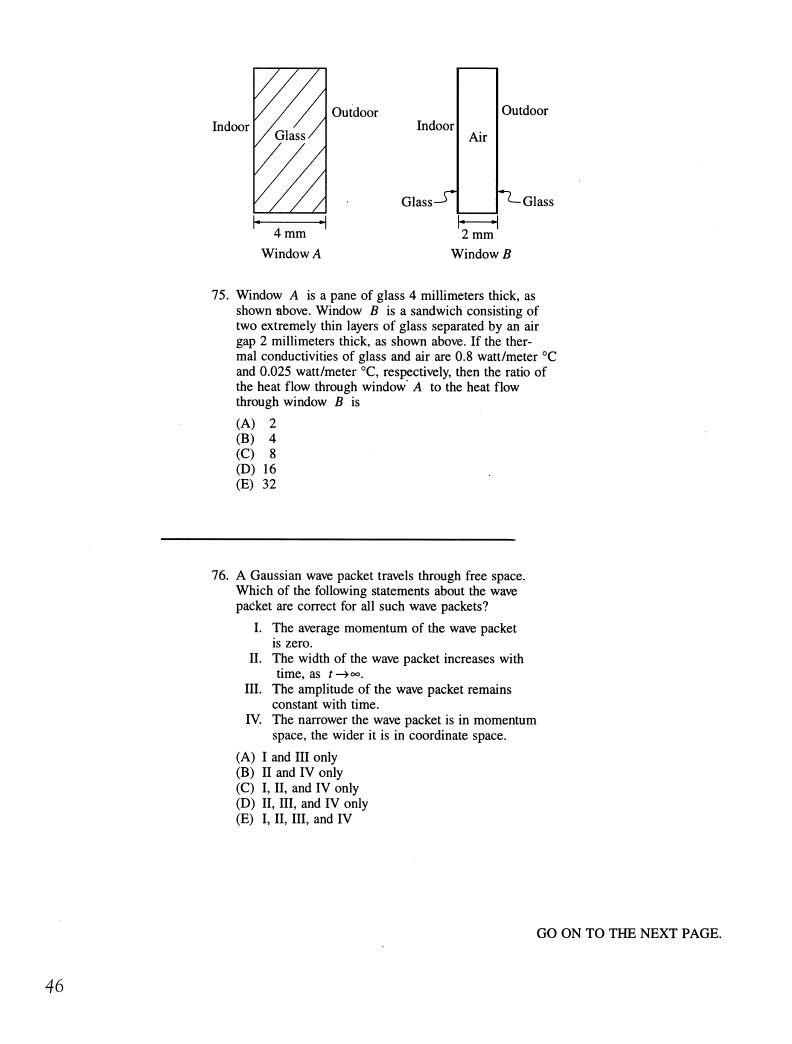 Indoor
Glass
Outdoor
4 mm
Window A
Indoor
Air
Outdoor
Glass
Glass
2 mm
Window B
75. Window A is a pane of glass 4 millimeters thick, as
shown above. Window B is a sandwich consisting of
two extremely thin layers of glass separated by an air
gap 2 millimeters thick, as shown above. If the ther-
mal conductivities of glass and air are 0.8 watt/meter °C
and 0.025 watt/meter °C, respectively, then the ratio of
the heat flow through window A to the heat flow
through window B is
(A) 2
(B) 4
(C) 8
(D) 16
(E) 32
76. A Gaussian wave packet travels through free space.
Which of the following statements about the wave
packet are correct for all such wave packets?
I. The average momentum of the wave packet
is zero.
II. The width of the wave packet increases with
time, as t→∞.
III. The amplitude of the wave packet remains
constant with time.
IV. The narrower the wave packet is in momentum
space, the wider it is in coordinate space.
(A) I and III only
(B) II and IV only
(C) I, II, and IV only
(D) II, III, and IV only
(E) I, II, III, and IV
GO ON TO THE NEXT PAGE.
46